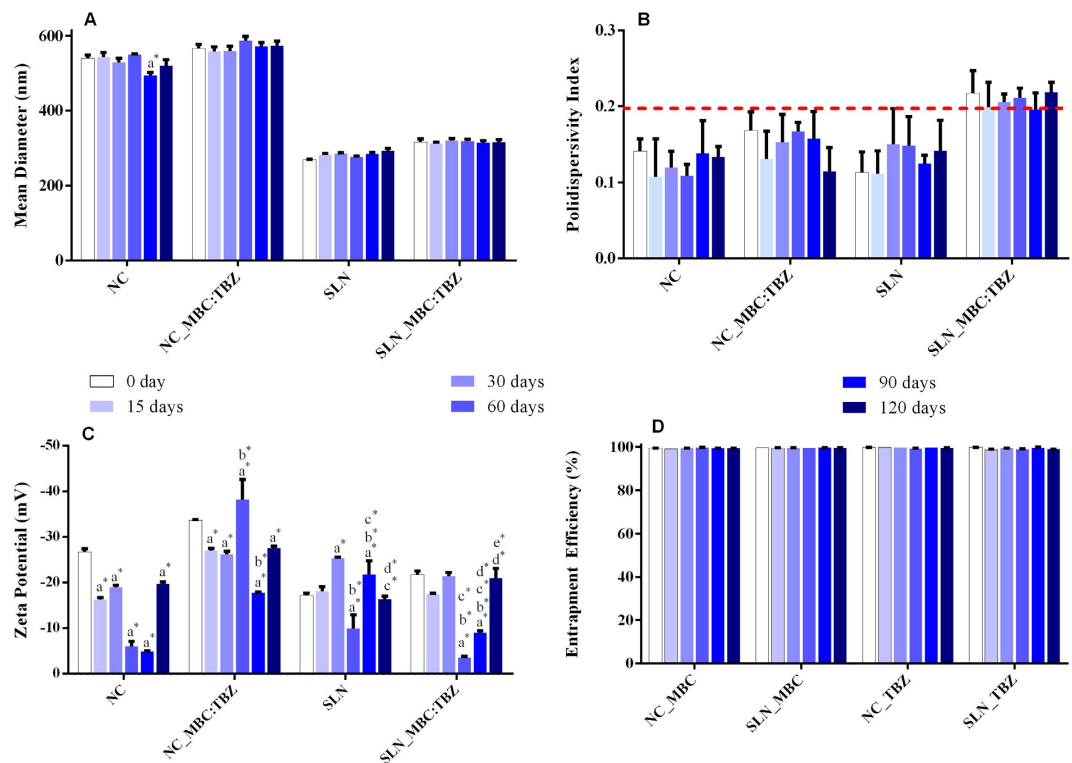 A
Mean Diameter (nm)
600
400
200
0
a*
NC
NC_MBC:TBZ
SLN
SLN_MBC:TBZ
B
Polidispersivity Index
0.3
0.2
0.1
0.0
NC
NC_MBC:TBZ
SLN
SLN_MBC:TBZ
0 day
15 days
30 days
60 days
90 days
120 days
C
Zeta Potential (mV)
-50
-40
-30
-20
-10
-0
a*
a*
a*
a*
a*
a*
a*
b*
a*
b*
a*
a*
a*
b*
a*
c*
b*
a*
d*
c*
c*
b*
a*
d*
c*
b*
a*
e*
d*
NC
NC_MBC:TBZ
SLN
SLN_MBC:TBZ
D
Entrapment Efficiency (%)
100
80
60
40
20
0
NC_MBC
SLN_MBC
NC_TBZ
SLN_TBZ